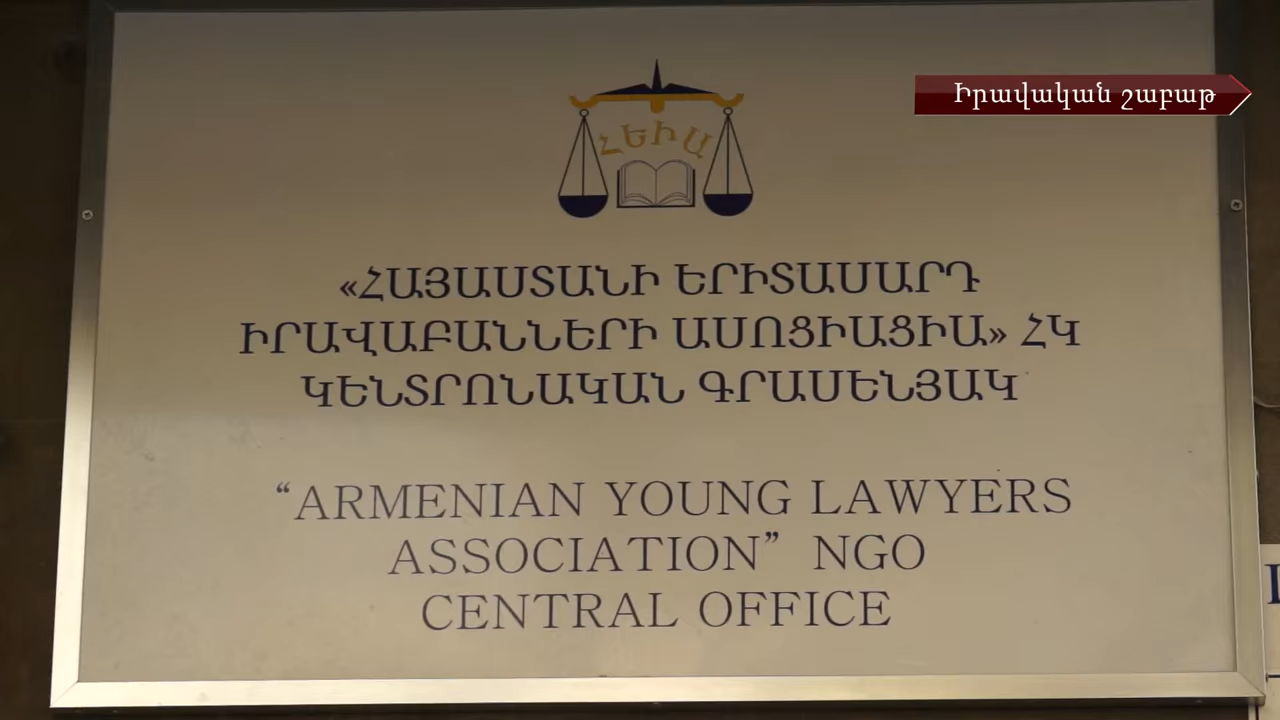 Իրավական շաբաթ
ՀԵԻԱ
«ՀԱՅԱՍՏԱՆԻ ԵՐԻՏԱՍԱՐԴ
ԻՐԱՎԱԲԱՆՆԵՐԻ ԱՍՈՑԻԱՑԻԱ» ՀԿ
ԿԵՆՏՐՈՆԱԿԱՆ ԳՐԱՍԵՆՅԱԿ
“ARMENIAN YOUNG LAWYERS
ASSOCIATION” NGO
CENTRAL OFFICE